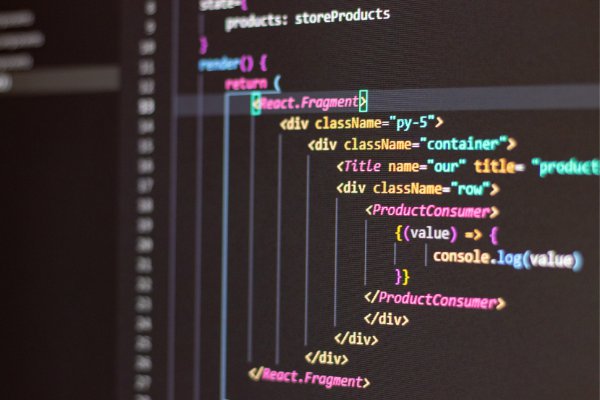 state={
products: storeProducts
}
render() {
return (
<React.Fragment>
<div className="py-5">
<div className="container">
<Title name="our" title= "product
<div className="row">
<ProductConsumer>
{(value) => {
console.log(value)
}}
</ProductConsumer>
</div>
</div>
</div>
</React.Fragment>